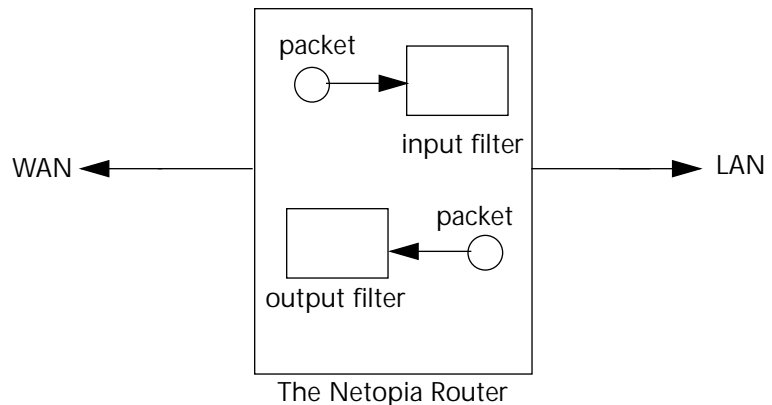 packet
input filter
WAN
LAN
packet
output filter
The Netopia Router